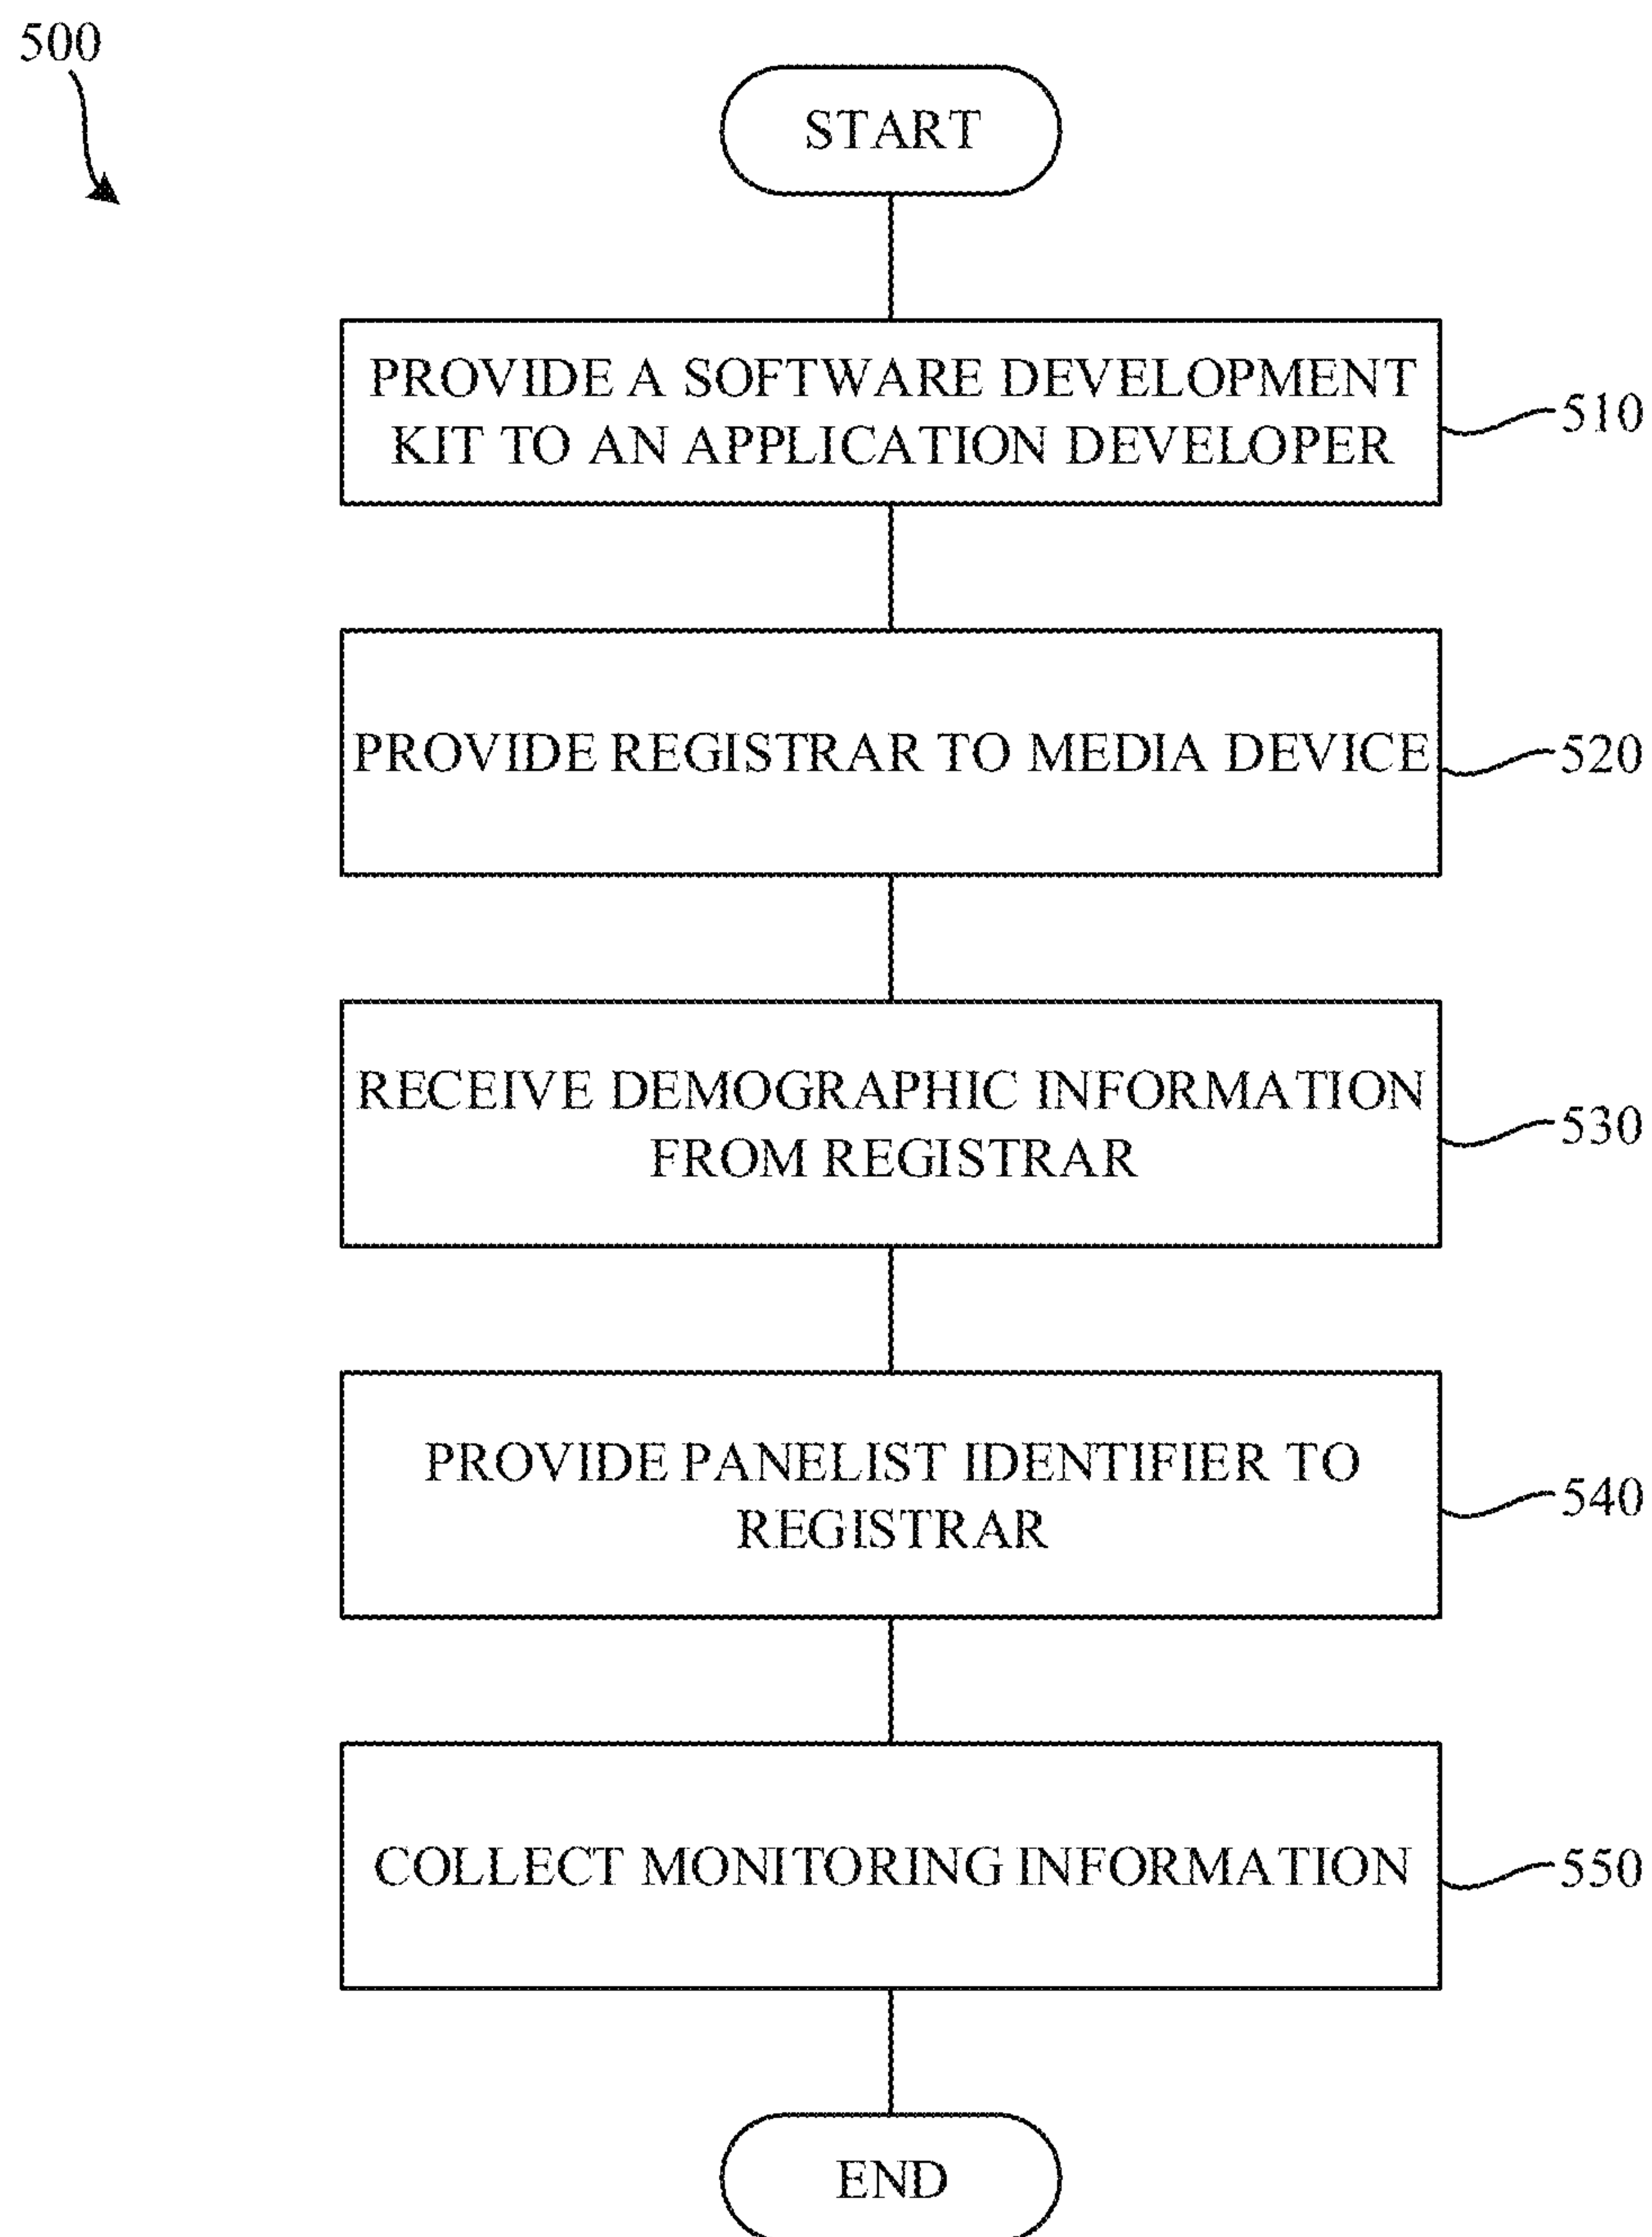 500
START
PROVIDE A SOFTWARE DEVELOPMENT
KIT TO AN APPLICATION DEVELOPER
510
PROVIDE REGISTRAR TO MEDIA DEVICE
520
RECEIVE DEMOGRAPHIC INFORMATION
FROM REGISTRAR
530
PROVIDE PANELIST IDENTIFIER TO
REGISTRAR
540
COLLECT MONITORING INFORMATION
550
END